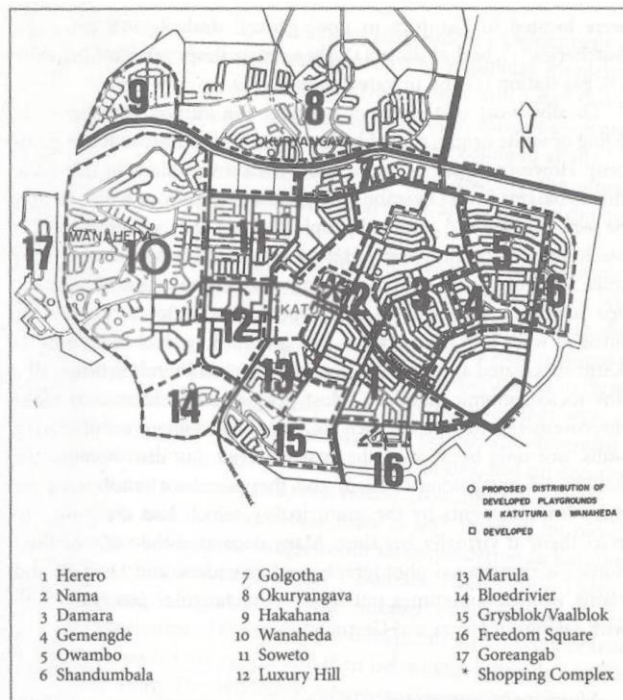 9
8
OKURYANGAVA
N
17
WANAHEDA
10
11
5
6
2
3
4
12
KATU
13
1
14
15
16
PROPOSED DISTRIBUTION OF
DEVELOPED PLAYGROUNDS
IN KATUTURA & WANAHEDA
DEVELOPED
1 Herero
2 Nama
3 Damara
4 Gemengde
5 Owambo
6 Shandumbala
7 Golgotha
8 Okuryangava
9 Hakahana
10 Wanaheda
11 Soweto
12 Luxury Hill
13 Marula
14 Bloedrivier
15 Grysblok/Vaalblok
16 Freedom Square
17 Goreangab
Shopping Complex